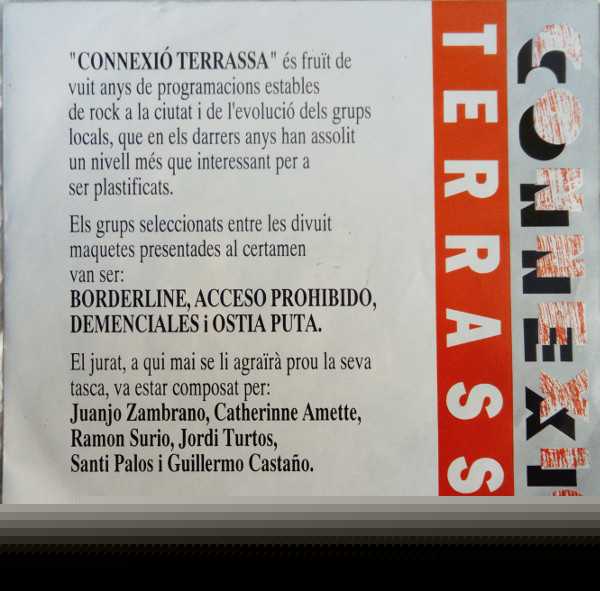 "CONNEXIÓ TERRASSA" és fruït de
vuit anys de programacions estables
de rock a la ciutat i de l'evolució dels grups
locals, que en els darrers anys han assolit
un nivell més que interessant per a
ser plastificats.
Els grups seleccionats entre les divuit
maquetes presentades al certamen
van ser:
BORDERLINE, ACCESO PROHIBIDO,
DEMENCIALES i OSTIA PUTA.
El jurat, a qui mai se li agraïrà prou la seva
tasca, va estar composat per:
Juanjo Zambrano, Catherinne Amette,
Ramon Surio, Jordi Turtos,
Santi Palos i Guillermo Castaño.
TERRASS
CONNEXI